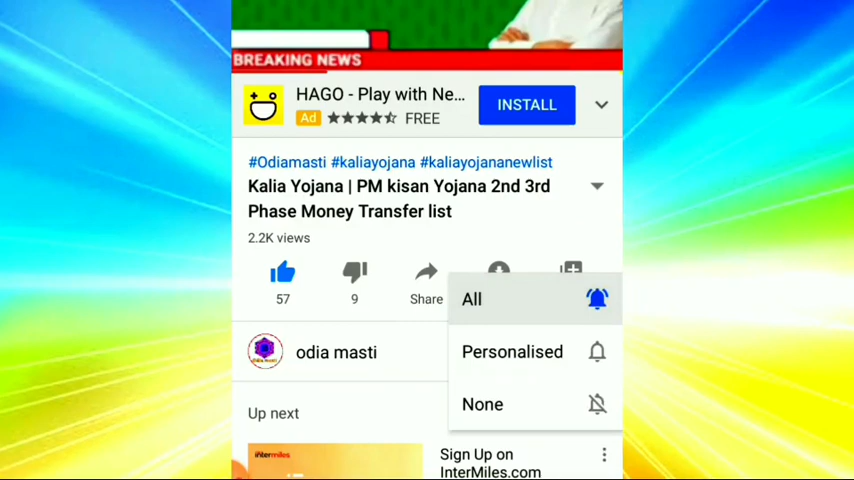 BREAKING NEWS
HAGO - Play with Ne...
Ad FREE
INSTALL
#Odiamasti #kaliayojana #kaliayojananewlist
Kalia Yojana | PM kisan Yojana 2nd 3rd
Phase Money Transfer list
2.2K views
57
9
Share
All
Personalised
None
odia masti
Up next
intermiles
Sign Up on
InterMiles.com